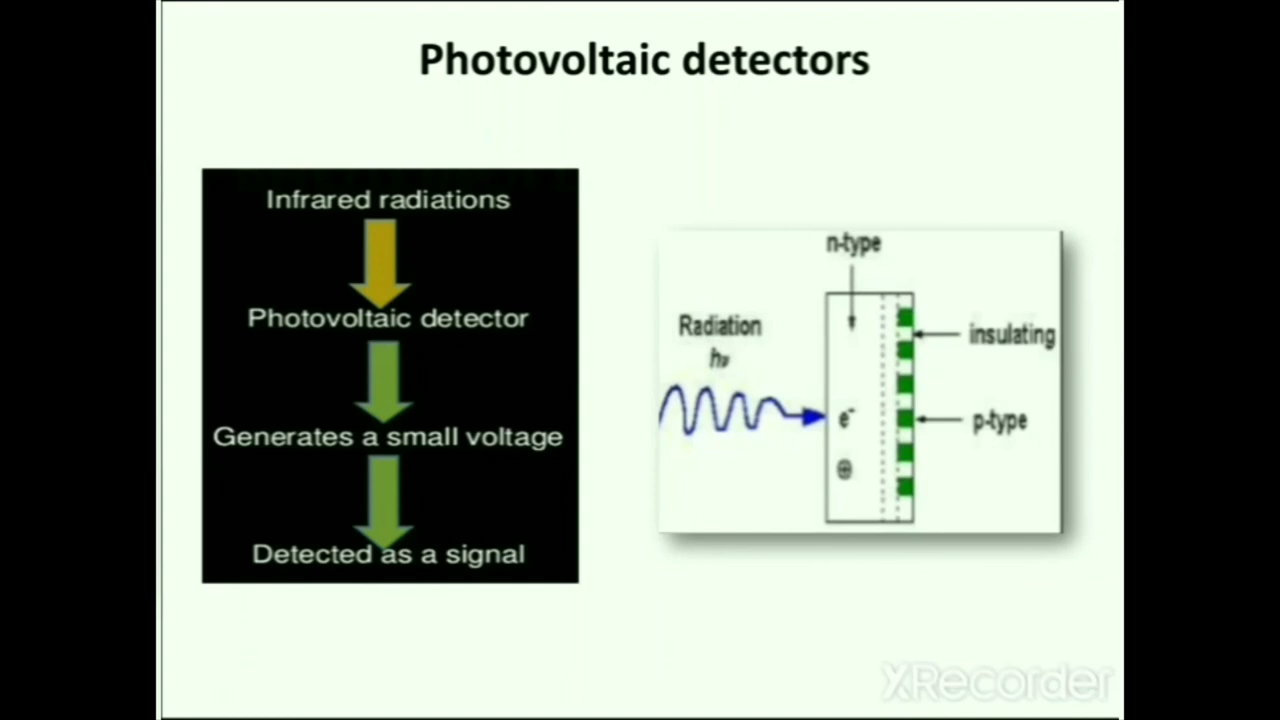 Photovoltaic detectors
Infrared radiations
Photovoltaic detector
Generates a small voltage
Detected as a signal
n-type
Radiation
hν
insulating
e⁻
⊕
p-type
XRecorder